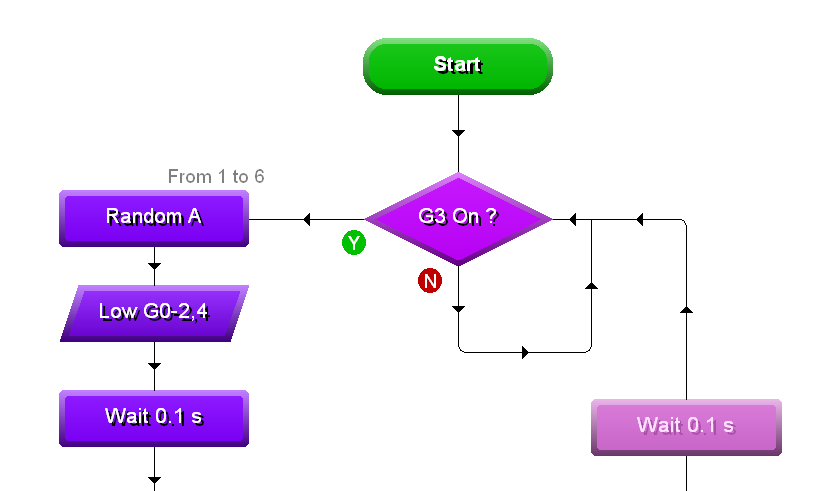 Start
From 1 to 6
Random A
G3 On ?
Y
N
Low G0-2,4
Wait 0.1 s
Wait 0.1 s